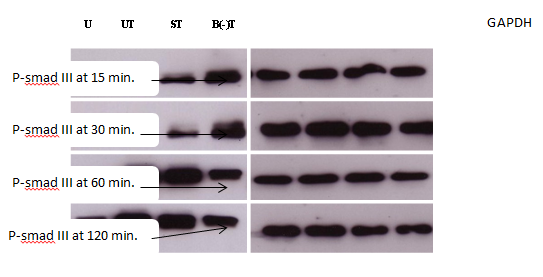 U UT ST B(-)T GAPDH
P-smad III at 15 min.
P-smad III at 30 min.
P-smad III at 60 min.
P-smad III at 120 min.